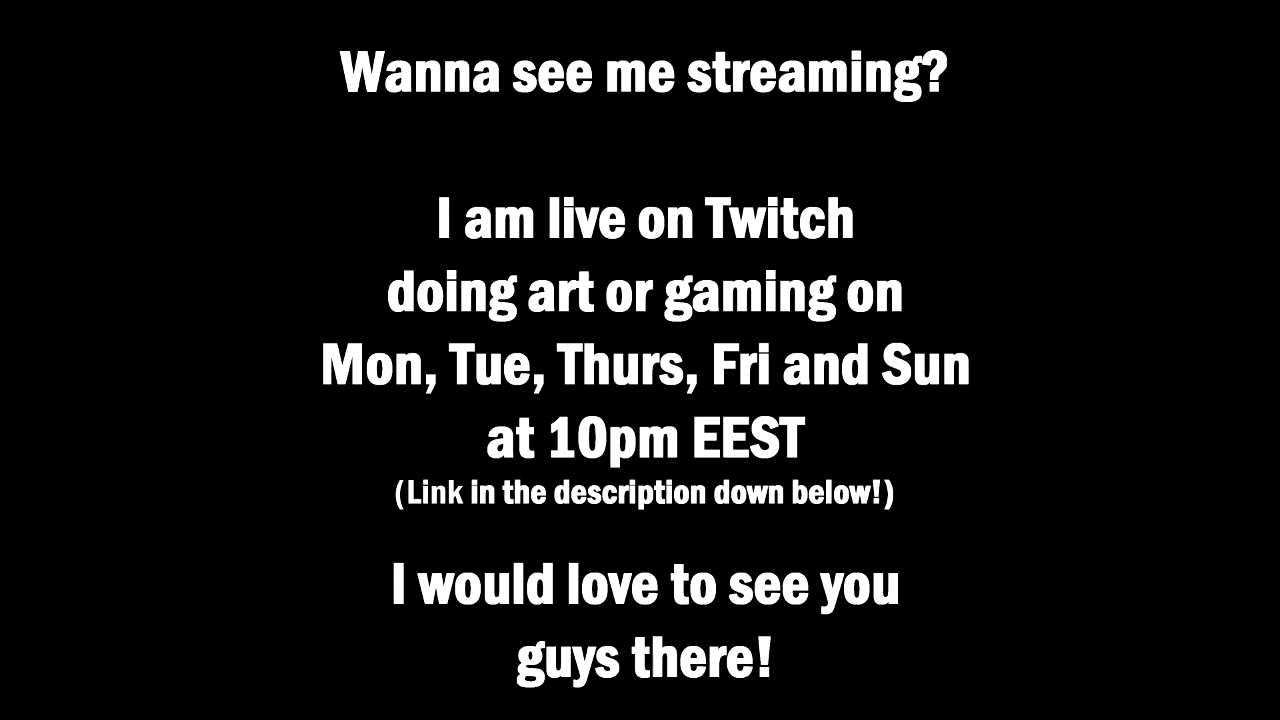 Wanna see me streaming?
I am live on Twitch
doing art or gaming on
Mon, Tue, Thurs, Fri and Sun
at 10pm EEST
(Link in the description down below!)
I would love to see you
guys there!